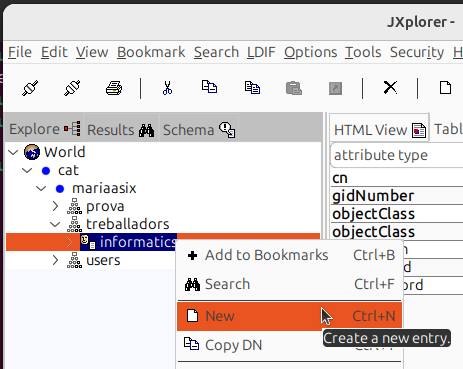 JXplorer -
File Edit View Bookmark Search LDIF Options Tools Security H
Explore Results Schema
HTML View Tabl
World
attribute type
cat
cn
mariaasix
gidNumber
prova
objectClass
treballadors
objectClass
informatics
users
Add to Bookmarks Ctrl+B
Search Ctrl+F
New Ctrl+N
Create a new entry.
Copy DN